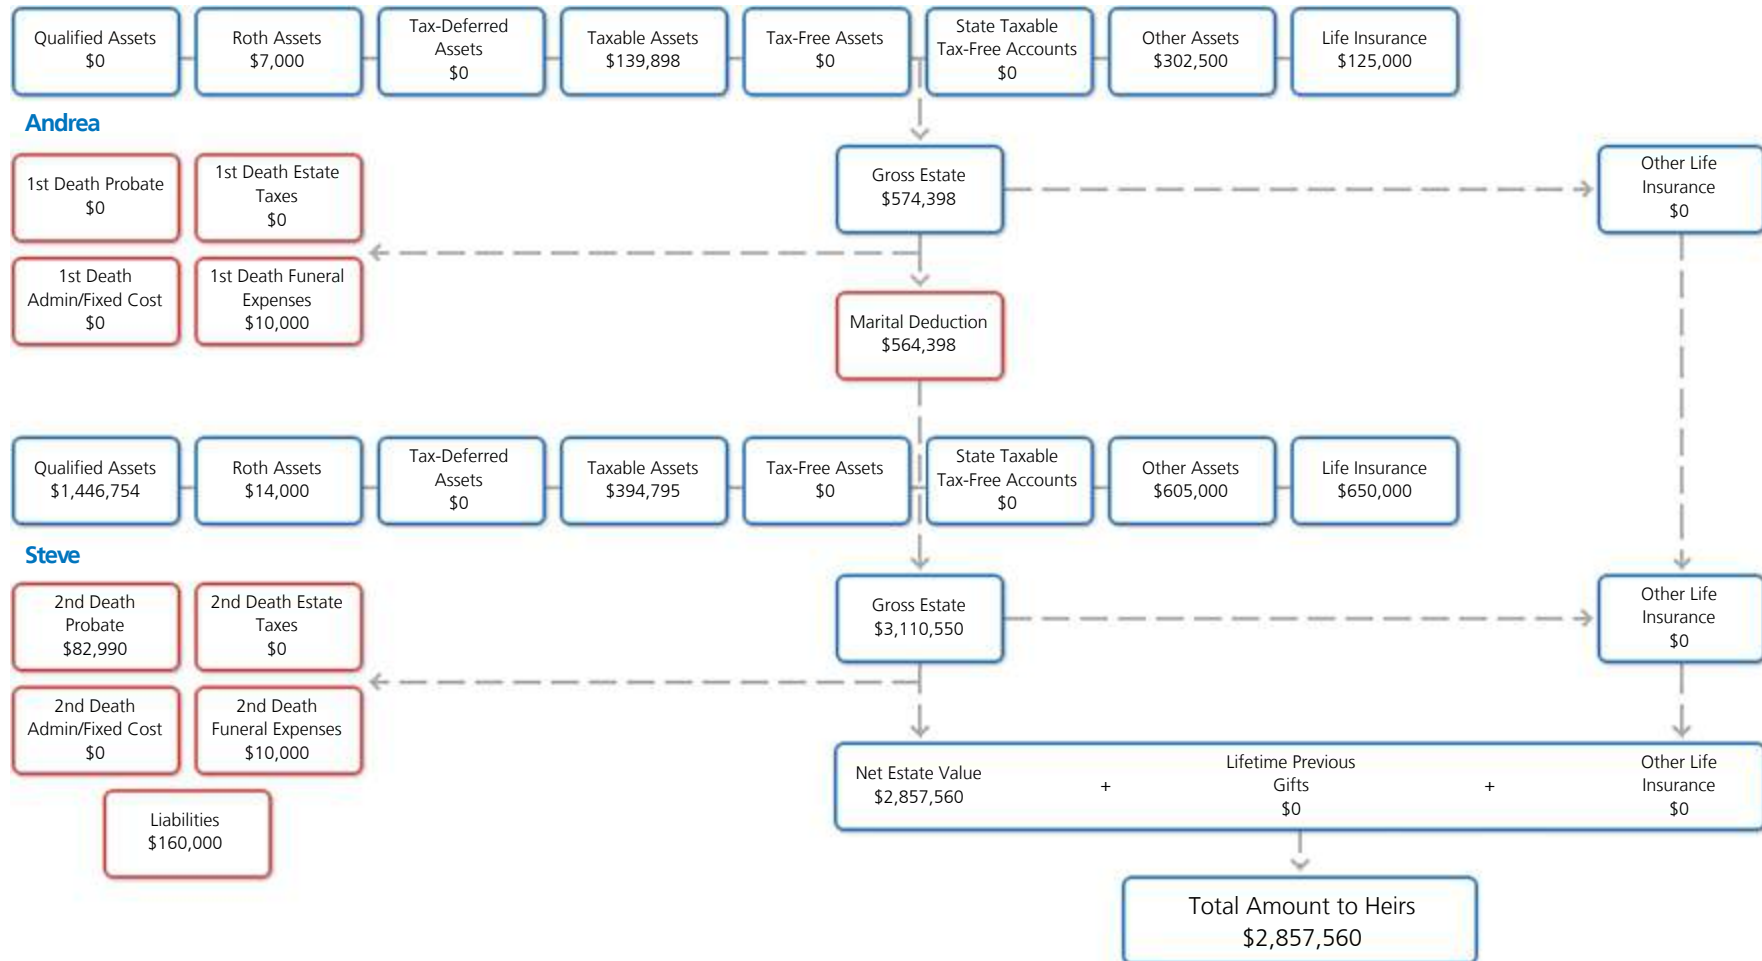 Qualified Assets
$0
Roth Assets
$7,000
Tax-Deferred
Assets
$0
Taxable Assets
$139,898
Tax-Free Assets
$0
State Taxable
Tax-Free Accounts
$0
Other Assets
$302,500
Life Insurance
$125,000
Andrea
1st Death Probate
$0
1st Death Estate
Taxes
$0
Gross Estate
$574,398
Other Life
Insurance
$0
1st Death
Admin/Fixed Cost
$0
1st Death Funeral
Expenses
$10,000
Marital Deduction
$564,398
Qualified Assets
$1,446,754
Roth Assets
$14,000
Tax-Deferred
Assets
$0
Taxable Assets
$394,795
Tax-Free Assets
$0
State Taxable
Tax-Free Accounts
$0
Other Assets
$605,000
Life Insurance
$650,000
Steve
2nd Death
Probate
$82,990
2nd Death Estate
Taxes
$0
Gross Estate
$3,110,550
Other Life
Insurance
$0
2nd Death
Admin/Fixed Cost
$0
2nd Death
Funeral Expenses
$10,000
Net Estate Value
$2,857,560
+
Lifetime Previous
Gifts
$0
+
Other Life
Insurance
$0
Liabilities
$160,000
Total Amount to Heirs
$2,857,560